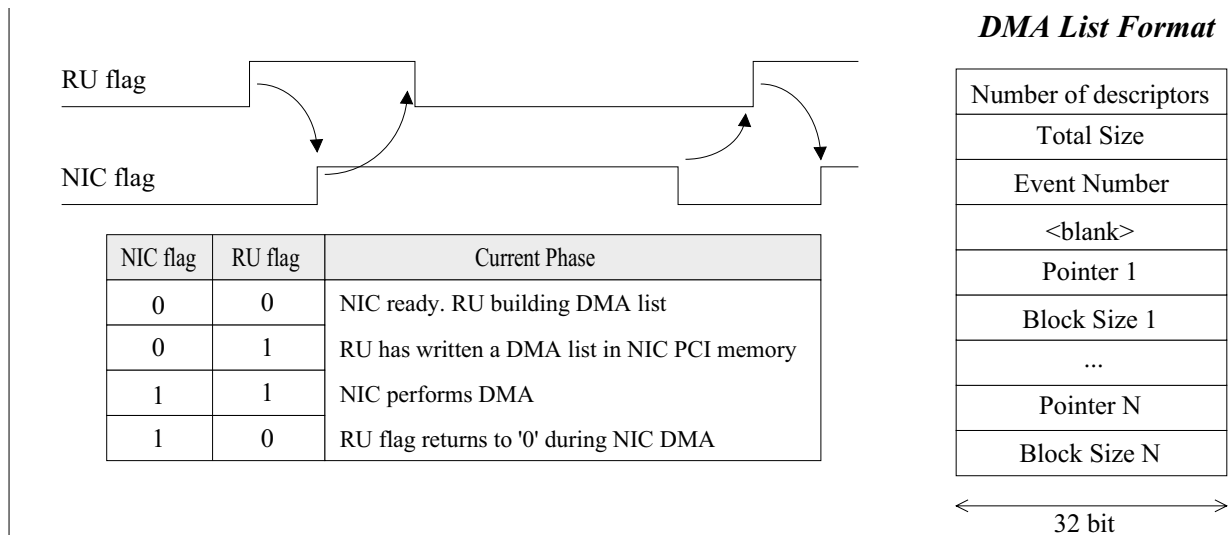 RU flag
NIC flag
NIC flag RU flag Current Phase
0 0 NIC ready. RU building DMA list
0 1 RU has written a DMA list in NIC PCI memory
1 1 NIC performs DMA
1 0 RU flag returns to '0' during NIC DMA
DMA List Format
Number of descriptors
Total Size
Event Number
<blank>
Pointer 1
Block Size 1
...
Pointer N
Block Size N
32 bit